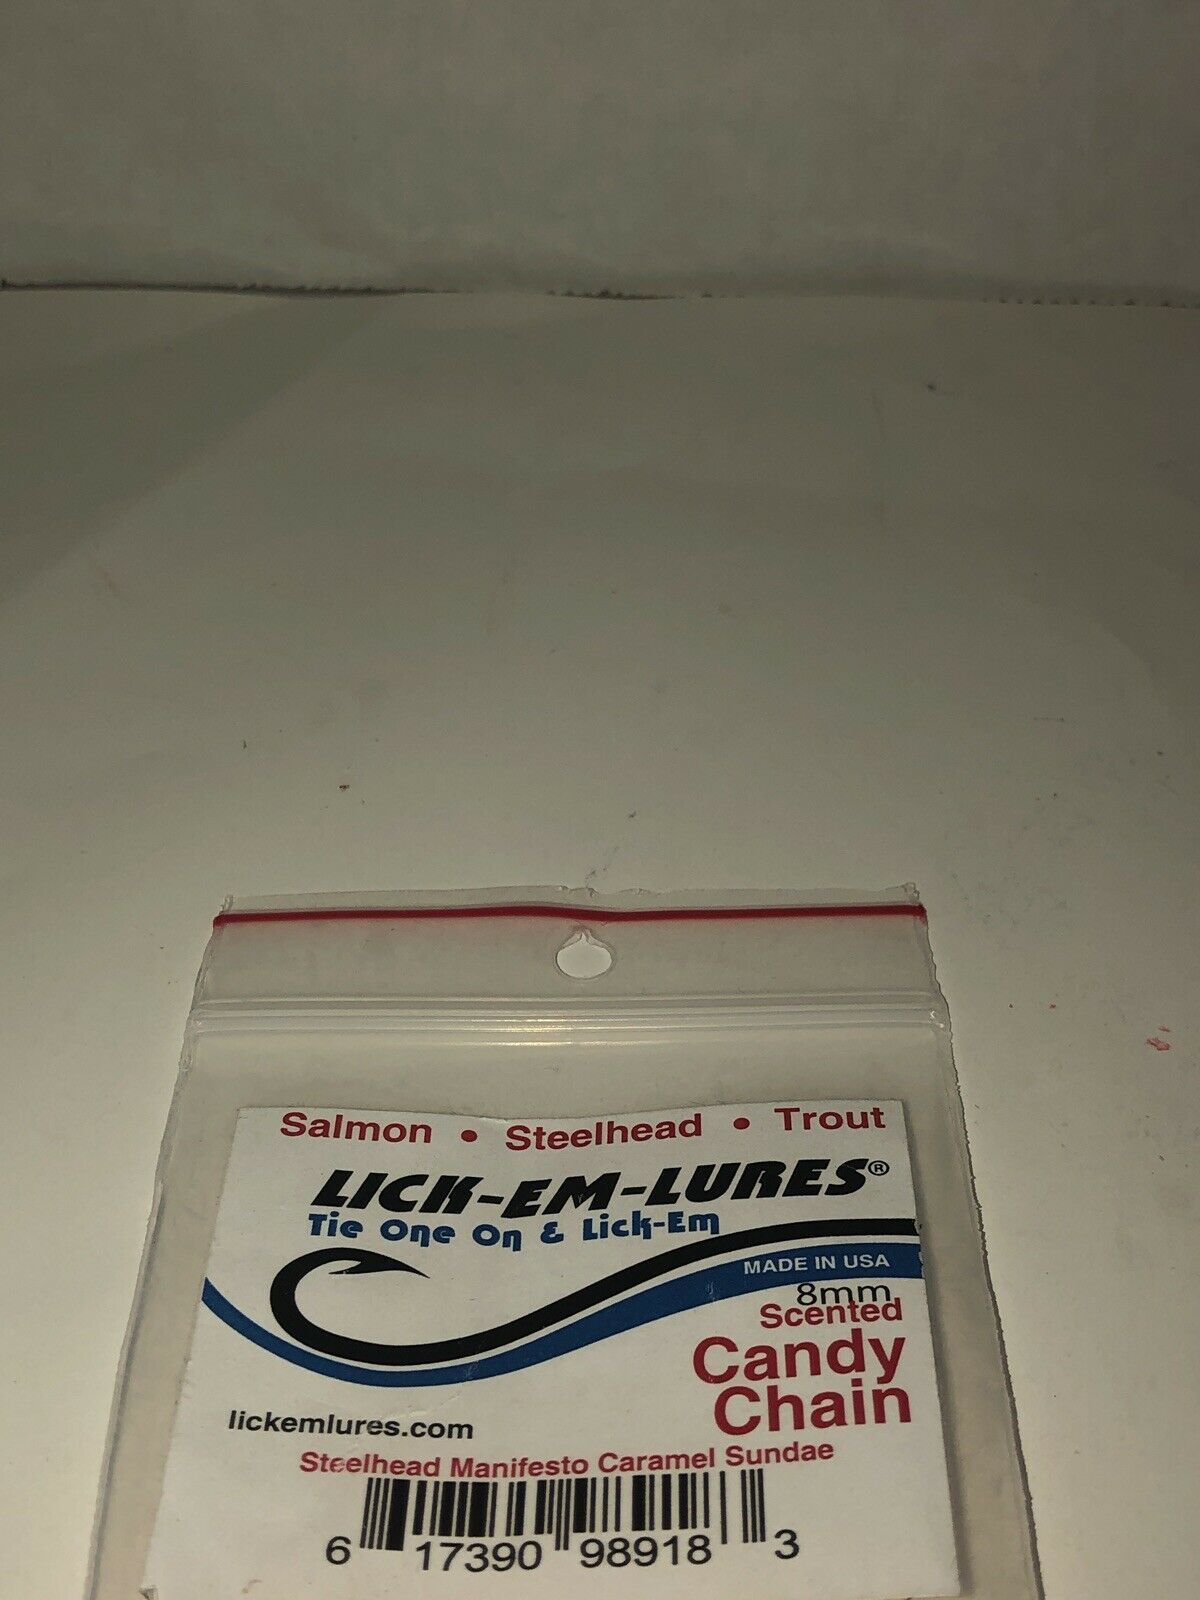 Salmon • Steelhead • Trout
LICK-EM-LURES®
Tie One On & Lick-Em
MADE IN USA
8mm
Scented
Candy
Chain
lickemlures.com
Steelhead Manifesto Caramel Sundae
6 17390 98918 3